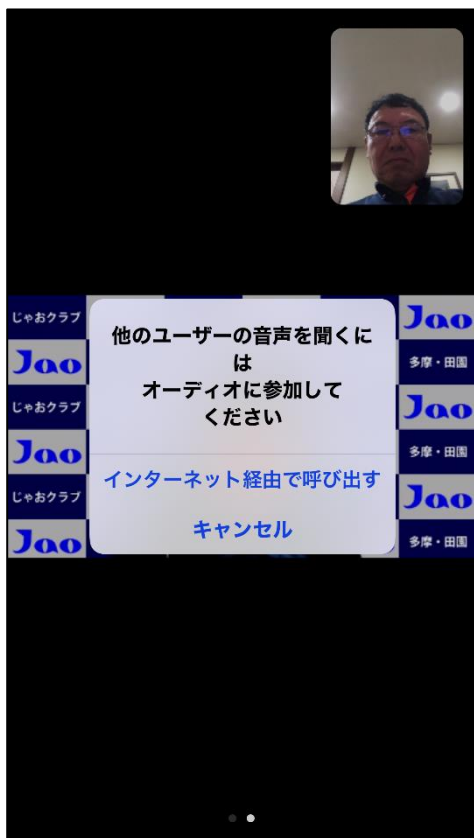 じゃおクラブ
Jao
Jao
多摩・田園
じゃおクラブ
Jao
Jao
多摩・田園
じゃおクラブ
Jao
Jao
多摩・田園
他のユーザーの音声を聞くに
は
オーディオに参加して
ください
インターネット経由で呼び出す
キャンセル